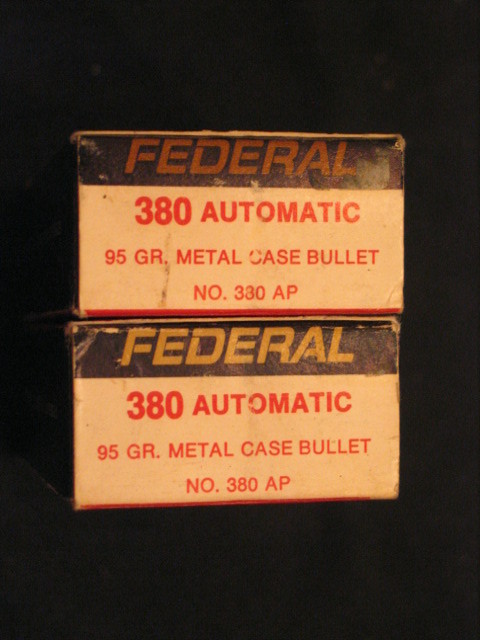 FEDERAL
380 AUTOMATIC
95 GR. METAL CASE BULLET
NO. 380 AP
FEDERAL
380 AUTOMATIC
95 GR. METAL CASE BULLET
NO. 380 AP